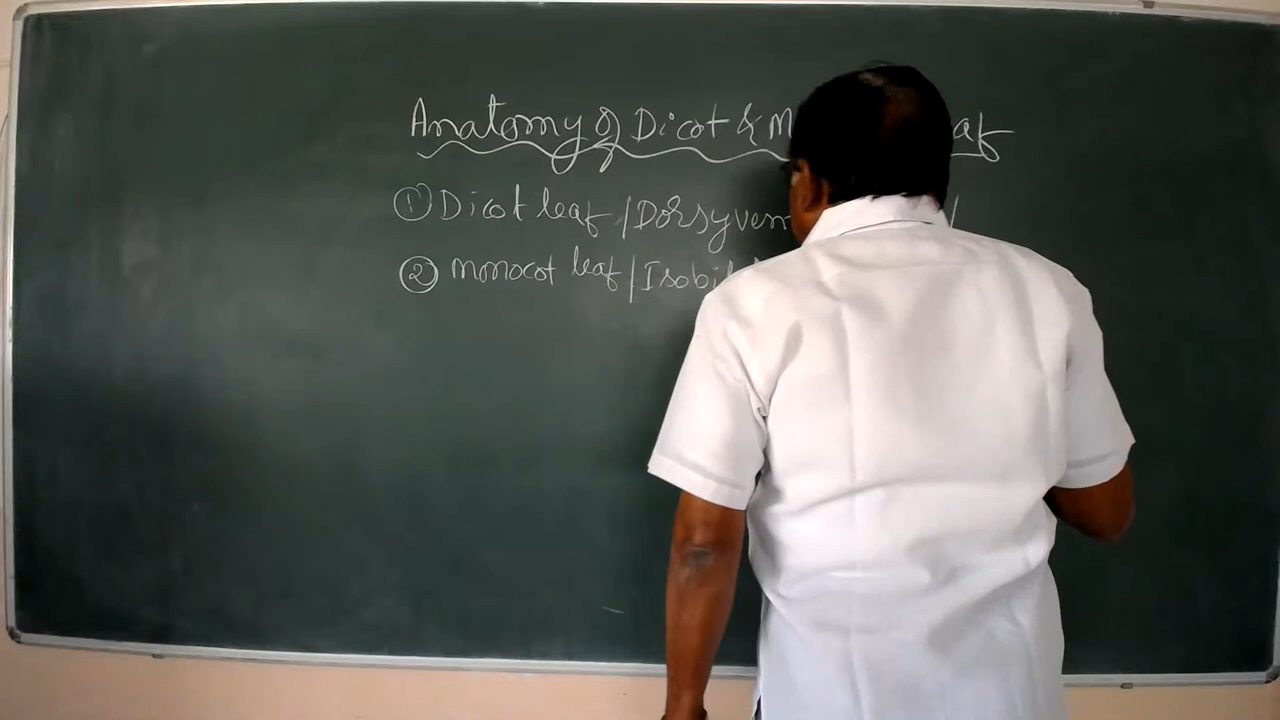 Anatomy of Dicot & M af
① Dicot leaf / Dorsyven /
② monocot leaf / Isobil